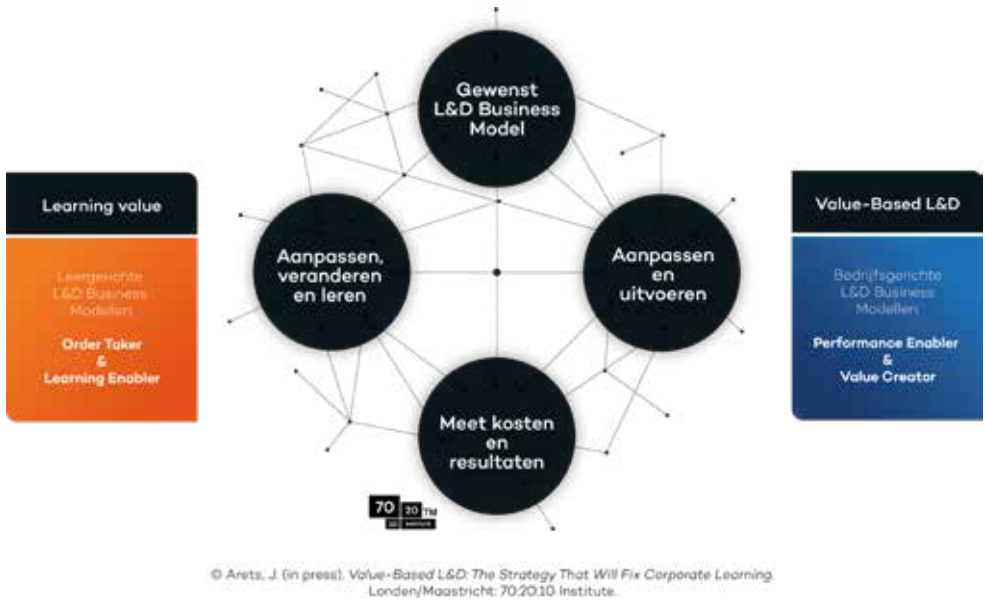 Gewenst
L&D Business
Model
Learning value
Leergerichte
L&D Business
Modellen
Order Taker
&
Learning Enabler
Aanpassen,
veranderen
en leren
Aanpassen
en
uitvoeren
Value-Based L&D
Bedrijfsgerichte
L&D Business
Modellen
Performance Enabler
&
Value Creator
Meet kosten
en
resultaten
70 20 TM
© Arets, J. (in press). Value-Based L&D: The Strategy That Will Fix Corporate Learning.
Londen/Maastricht: 70:20:10 Institute.